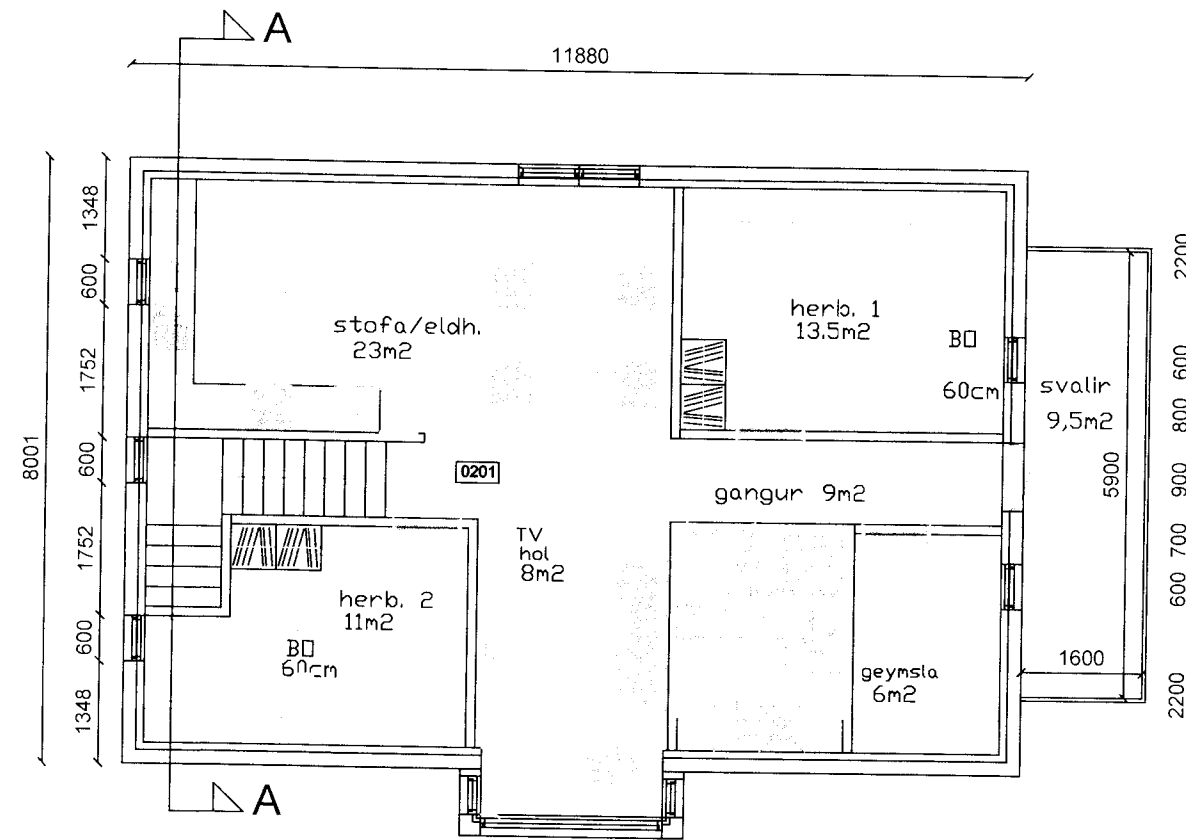 A
11880
1348
600
1752
600
1752
600
1348
8001
stofa/eldh.
23m2
herb. 1
13.5m2
BO
60cm
svalir
9,5m2
5900
1600
2200
600
800
900
700
600
2200
0201
gangur 9m2
TV
hol
8m2
herb. 2
11m2
BO
60cm
geymsla
6m2
A